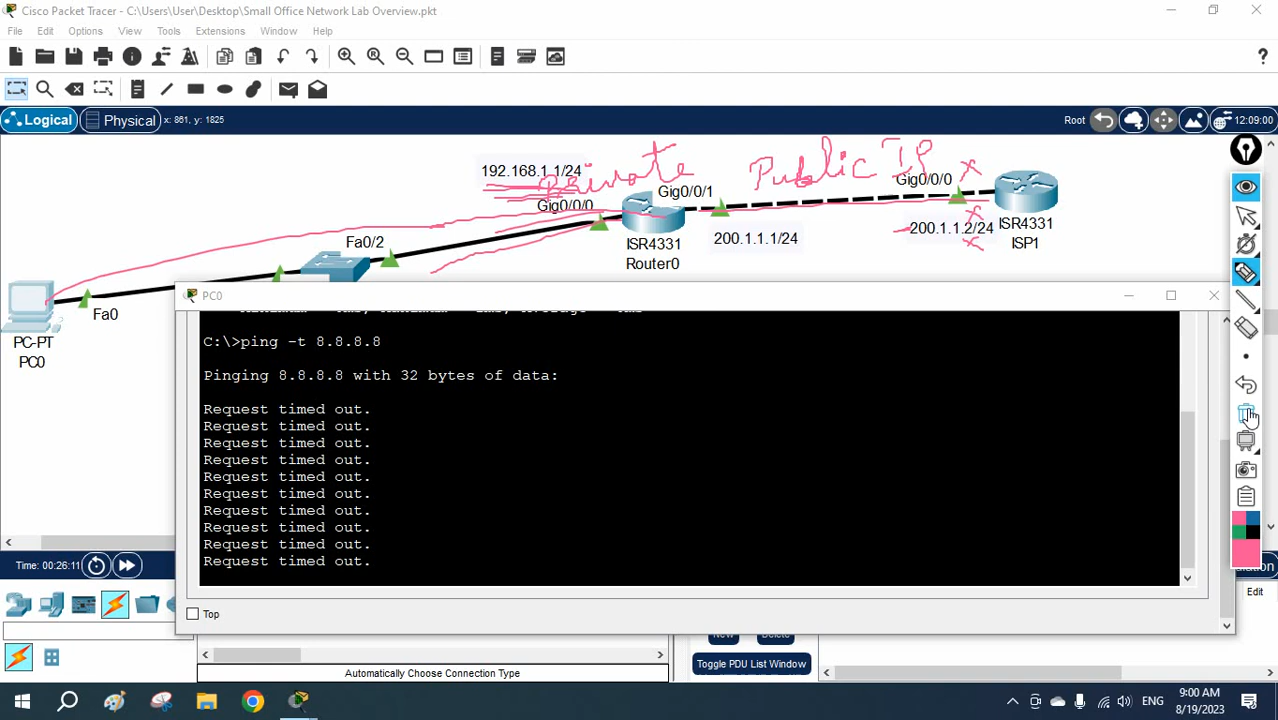 Cisco Packet Tracer - C:\Users\User\Desktop\Small Office Network Lab Overview.pkt
File Edit Options View Tools Extensions Window Help
Logical Physical x: 861, y: 1825 Root 12:09:00
Private Public IP
192.168.1.1/24
Gig0/0/0 Gig0/0/1 Gig0/0/0
200.1.1.1/24 200.1.1.2/24
ISR4331
Router0
ISR4331
ISP1
Fa0/2
Fa0
PC-PT
PC0
PC0
C:\>ping -t 8.8.8.8
Pinging 8.8.8.8 with 32 bytes of data:
Request timed out.
Request timed out.
Request timed out.
Request timed out.
Request timed out.
Request timed out.
Request timed out.
Request timed out.
Request timed out.
Request timed out.
Top
Time: 00:26:11
Edit
New Delete
Toggle PDU List Window
Automatically Choose Connection Type
ENG
9:00 AM
8/19/2023